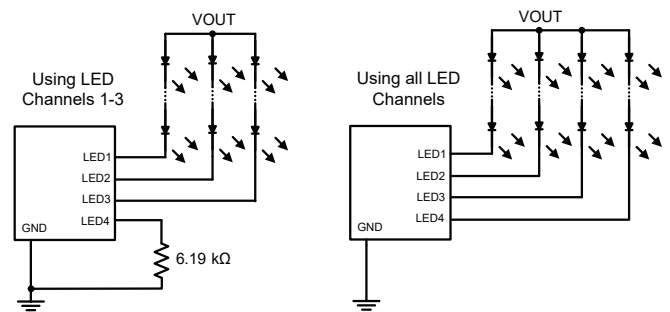 VOUT
Using LED
Channels 1-3
LED1
LED2
LED3
LED4
GND
6.19 kΩ
VOUT
Using all LED
Channels
LED1
LED2
LED3
LED4
GND